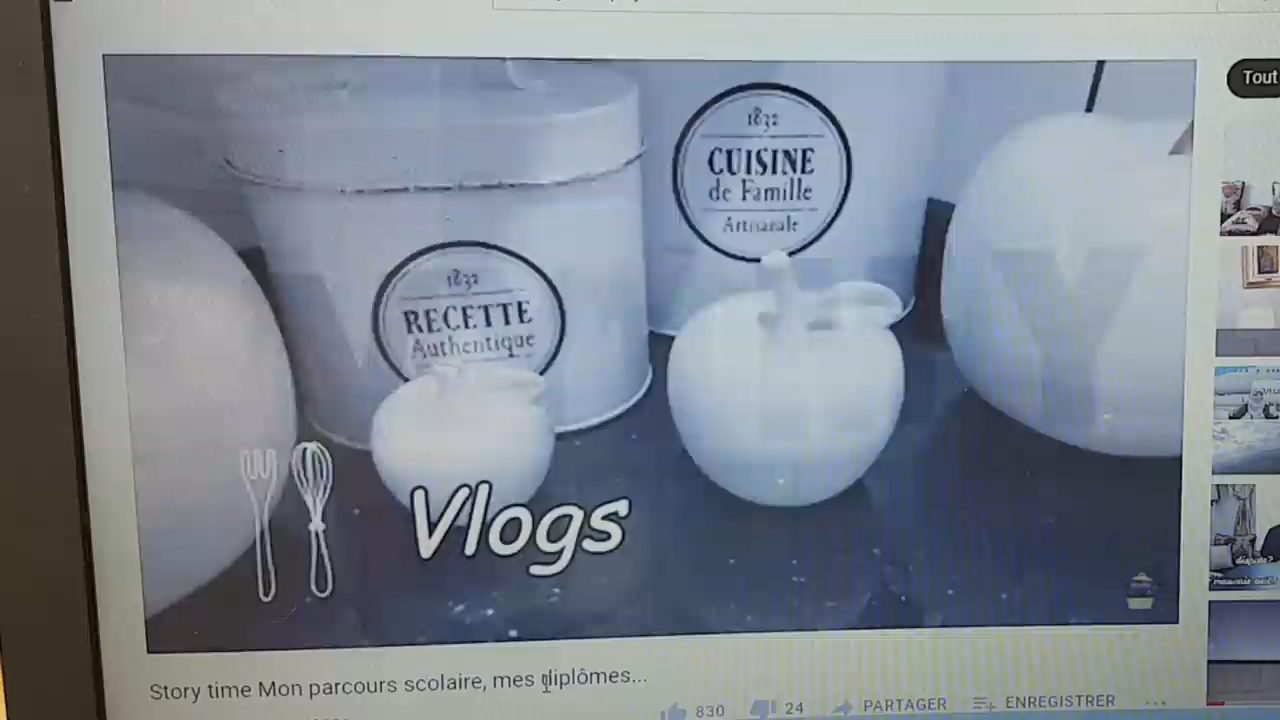 Tout
1832
CUISINE
de Famille
Artisanale
1832
RECETTE
Authentique
Vlogs
Story time Mon parcours scolaire, mes diplômes...
830
24
PARTAGER
ENREGISTRER
...